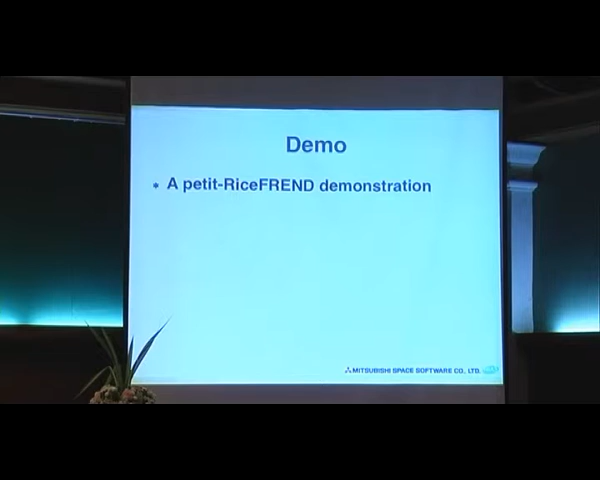 Demo
* A petit-RiceFREND demonstration
MITSUBISHI SPACE SOFTWARE CO., LTD.